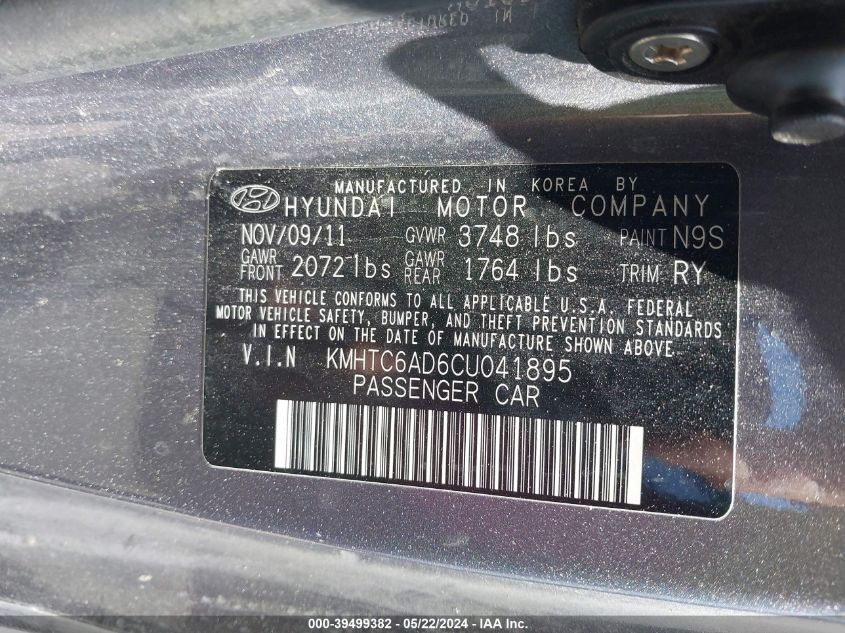 MANUFACTURED IN KOREA BY
HYUNDAI MOTOR COMPANY
NOV/09/11 GVWR 3748 lbs PAINT N9S
GAWR FRONT 2072 lbs GAWR REAR 1764 lbs TRIM RY
THIS VEHICLE CONFORMS TO ALL APPLICABLE U.S.A. FEDERAL
MOTOR VEHICLE SAFETY, BUMPER, AND THEFT PREVENTION STANDARDS
IN EFFECT ON THE DATE OF MANUFACTURE SHOWN ABOVE.
V.I.N KMHTC6AD6CU041895
PASSENGER CAR
000-39499382 - 05/22/2024 - IAA Inc.